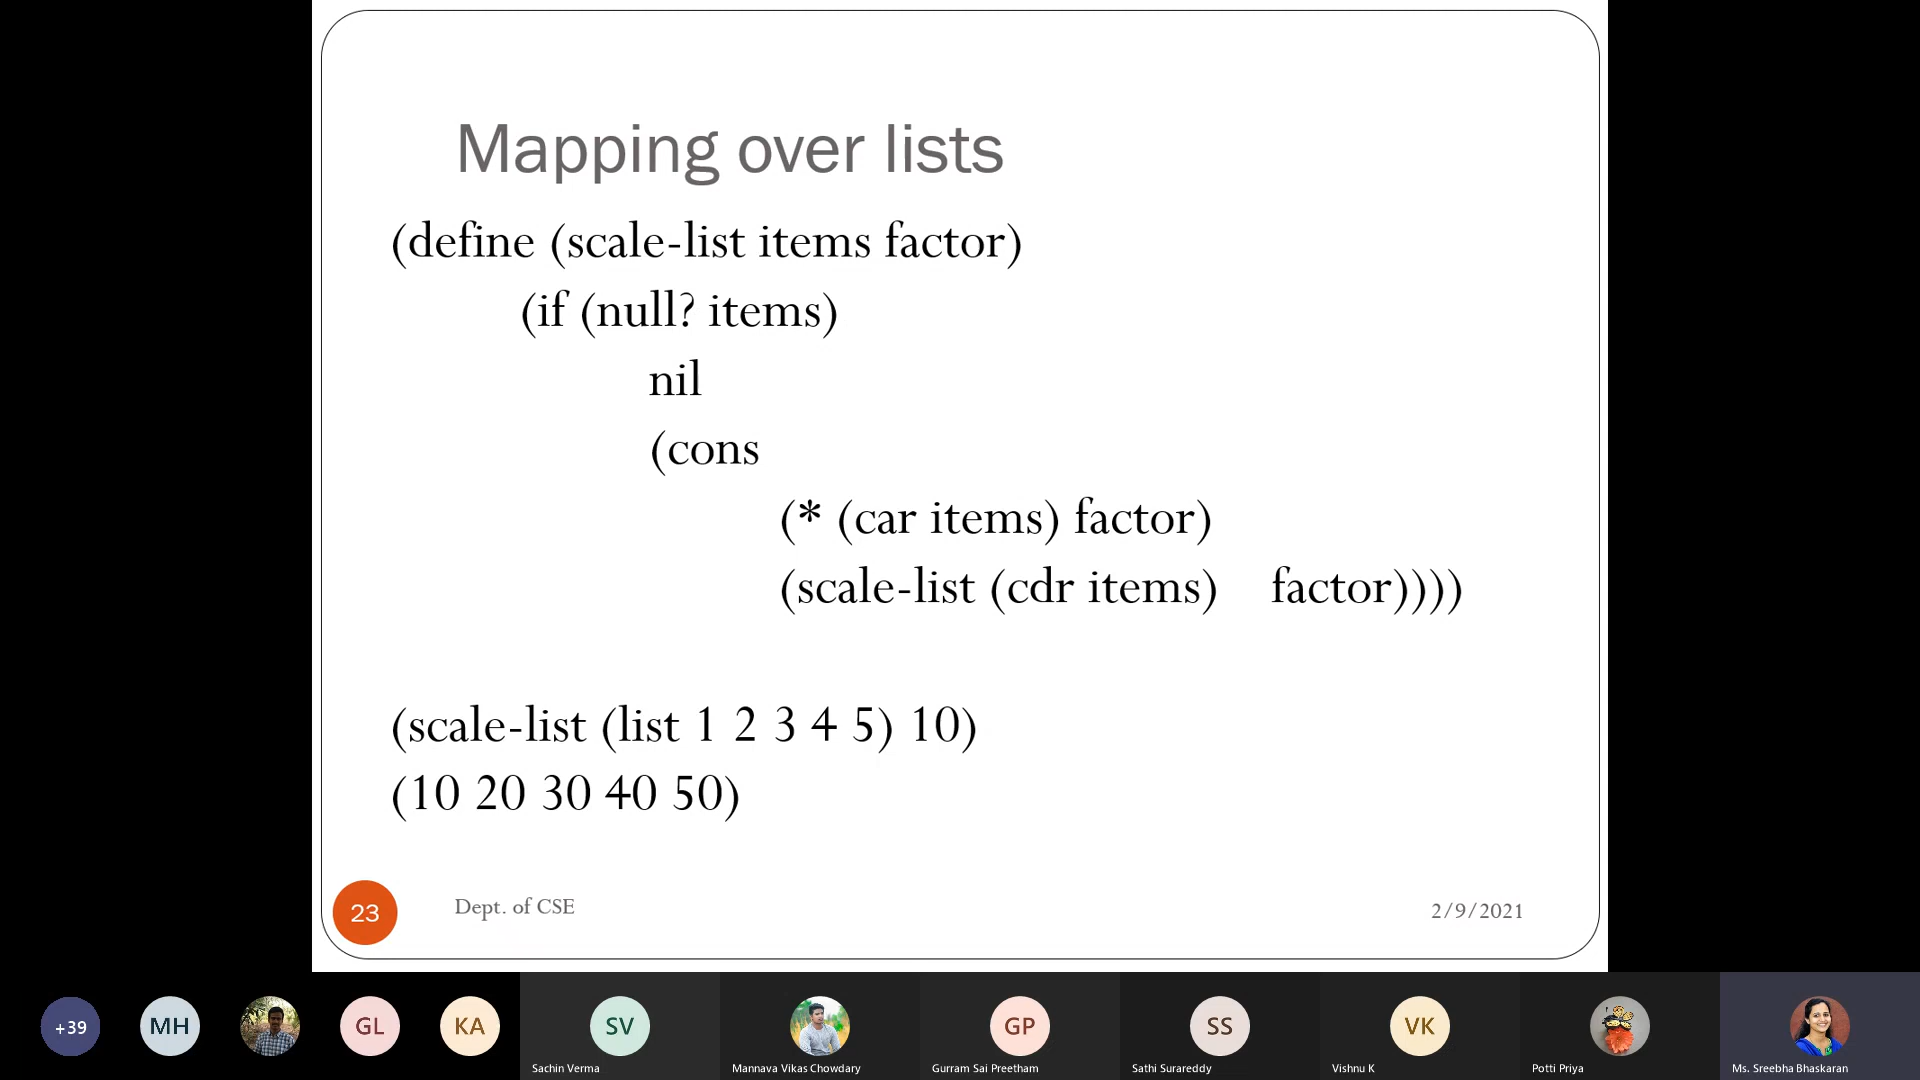 Mapping over lists
(define (scale-list items factor)
(if (null? items)
nil
(cons
(* (car items) factor)
(scale-list (cdr items) factor))))
(scale-list (list 1 2 3 4 5) 10)
(10 20 30 40 50)
23
Dept. of CSE
2/9/2021
+39
MH
GL
KA
SV
GP
SS
VK
Sachin Verma
Mannava Vikas Chowdary
Gurram Sai Preetham
Sathi Surareddy
Vishnu K
Potti Priya
Ms. Sreebha Bhaskaran